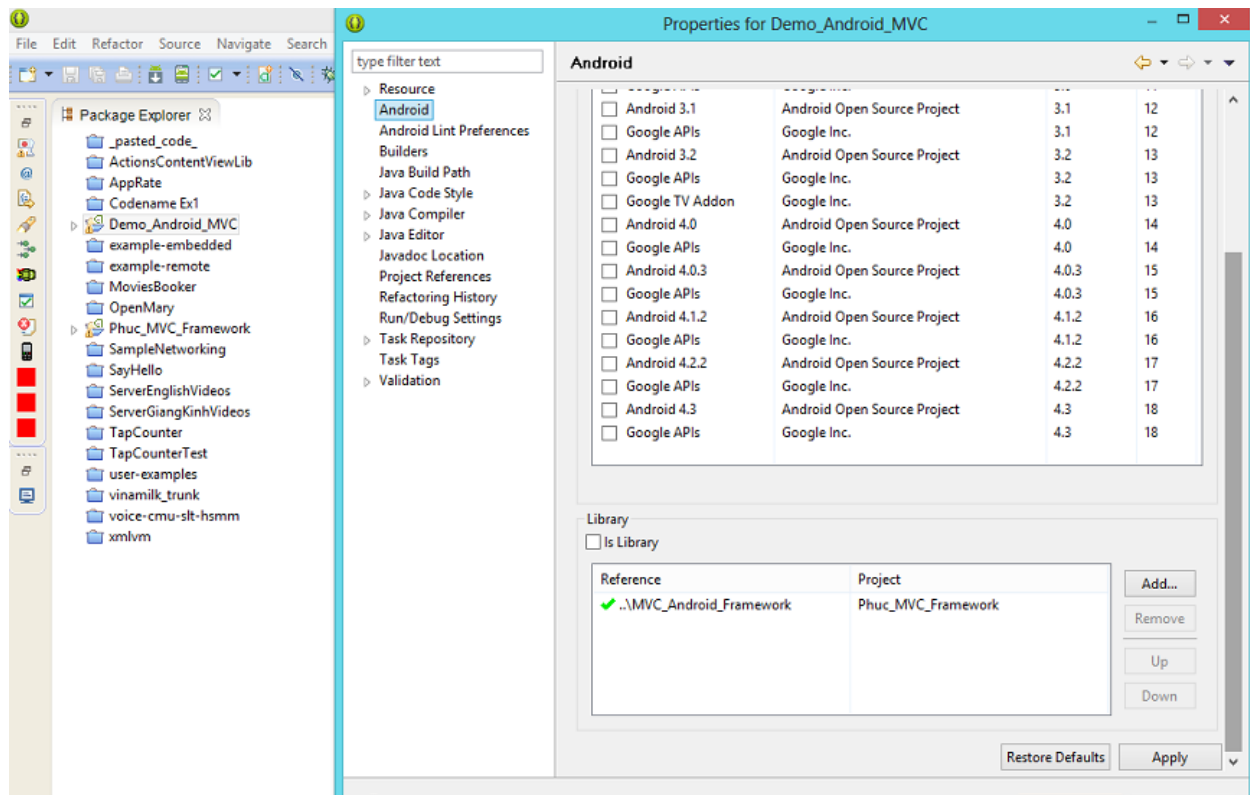 Properties for Demo_Android_MVC
File Edit Refactor Source Navigate Search
Package Explorer
_pasted_code_
ActionsContentViewLib
AppRate
Codename Ex1
Demo_Android_MVC
example-embedded
example-remote
MoviesBooker
OpenMary
Phuc_MVC_Framework
SampleNetworking
SayHello
ServerEnglishVideos
ServerGiangKinhVideos
TapCounter
TapCounterTest
user-examples
vinamilk_trunk
voice-cmu-slt-hsmm
xmlvm
type filter text
Resource
Android
Android Lint Preferences
Builders
Java Build Path
Java Code Style
Java Compiler
Java Editor
Javadoc Location
Project References
Refactoring History
Run/Debug Settings
Task Repository
Task Tags
Validation
Android
Android 3.1 Android Open Source Project 3.1 12
Google APIs Google Inc. 3.1 12
Android 3.2 Android Open Source Project 3.2 13
Google APIs Google Inc. 3.2 13
Google TV Addon Google Inc. 3.2 13
Android 4.0 Android Open Source Project 4.0 14
Google APIs Google Inc. 4.0 14
Android 4.0.3 Android Open Source Project 4.0.3 15
Google APIs Google Inc. 4.0.3 15
Android 4.1.2 Android Open Source Project 4.1.2 16
Google APIs Google Inc. 4.1.2 16
Android 4.2.2 Android Open Source Project 4.2.2 17
Google APIs Google Inc. 4.2.2 17
Android 4.3 Android Open Source Project 4.3 18
Google APIs Google Inc. 4.3 18
Library
Is Library
Reference Project
..\MVC_Android_Framework Phuc_MVC_Framework
Add...
Remove
Up
Down
Restore Defaults Apply